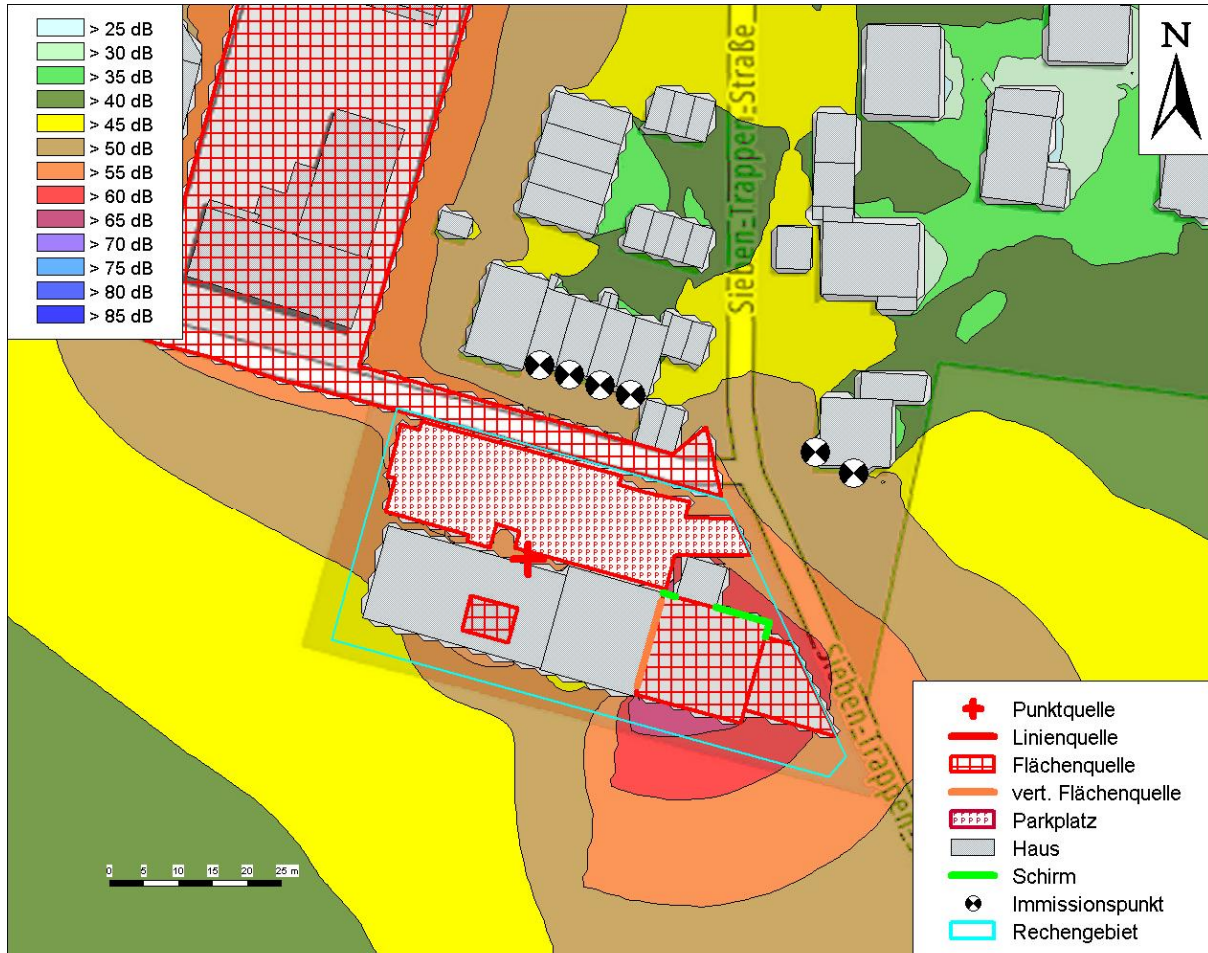 > 25 dB
> 30 dB
> 35 dB
> 40 dB
> 45 dB
> 50 dB
> 55 dB
> 60 dB
> 65 dB
> 70 dB
> 75 dB
> 80 dB
> 85 dB
N
Sieben-Trappen-Straße
Sieben-Trappen-
0 5 10 15 20 25 m
Punktquelle
Linienquelle
Flächenquelle
vert. Flächenquelle
PPPPP Parkplatz
Haus
Schirm
Immissionspunkt
Rechengebiet